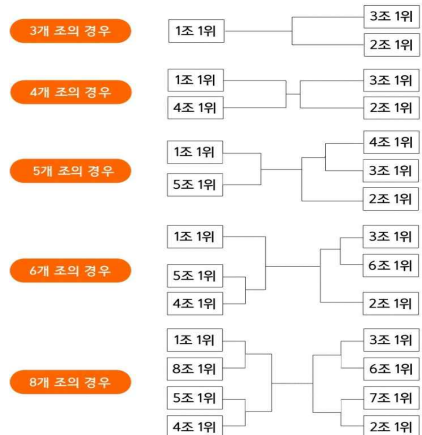 3개 조의 경우
1조 1위
3조 1위
2조 1위
4개 조의 경우
1조 1위
4조 1위
3조 1위
2조 1위
5개 조의 경우
1조 1위
5조 1위
4조 1위
3조 1위
2조 1위
6개 조의 경우
1조 1위
5조 1위
4조 1위
3조 1위
6조 1위
2조 1위
8개 조의 경우
1조 1위
8조 1위
5조 1위
4조 1위
3조 1위
6조 1위
7조 1위
2조 1위